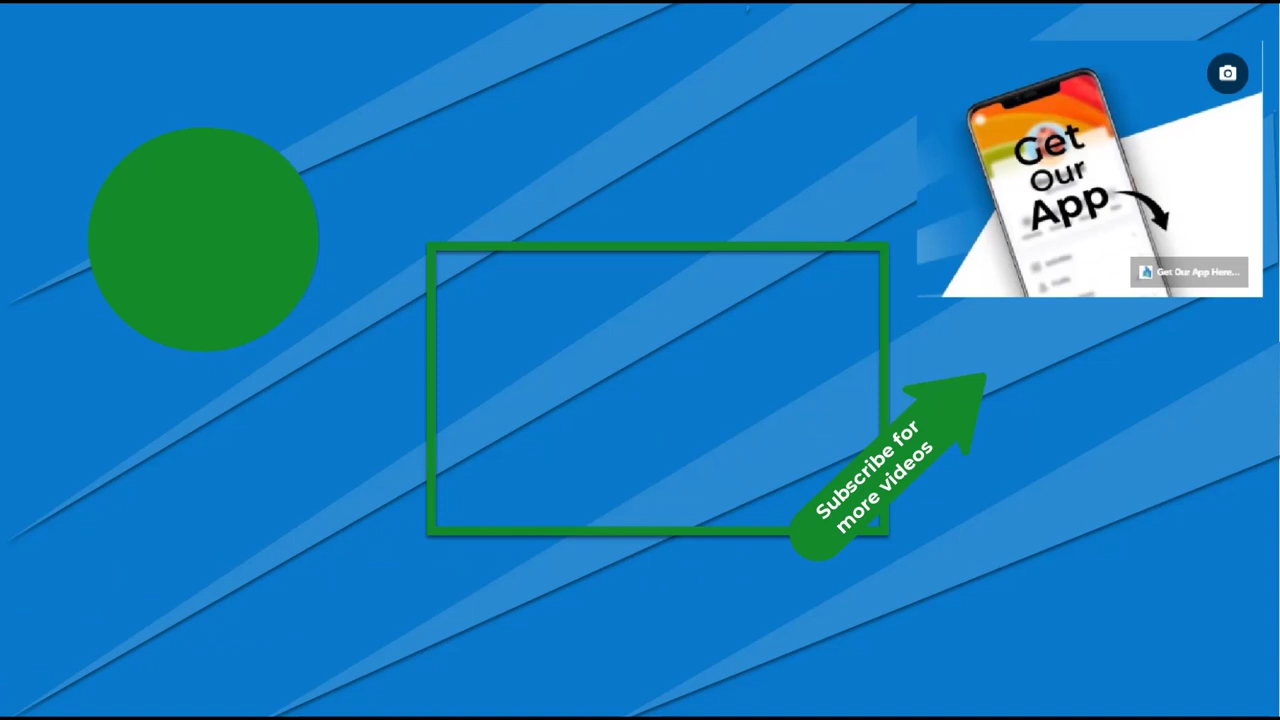 Get
Our
App
Get Our App Here...
Subscribe for
more videos